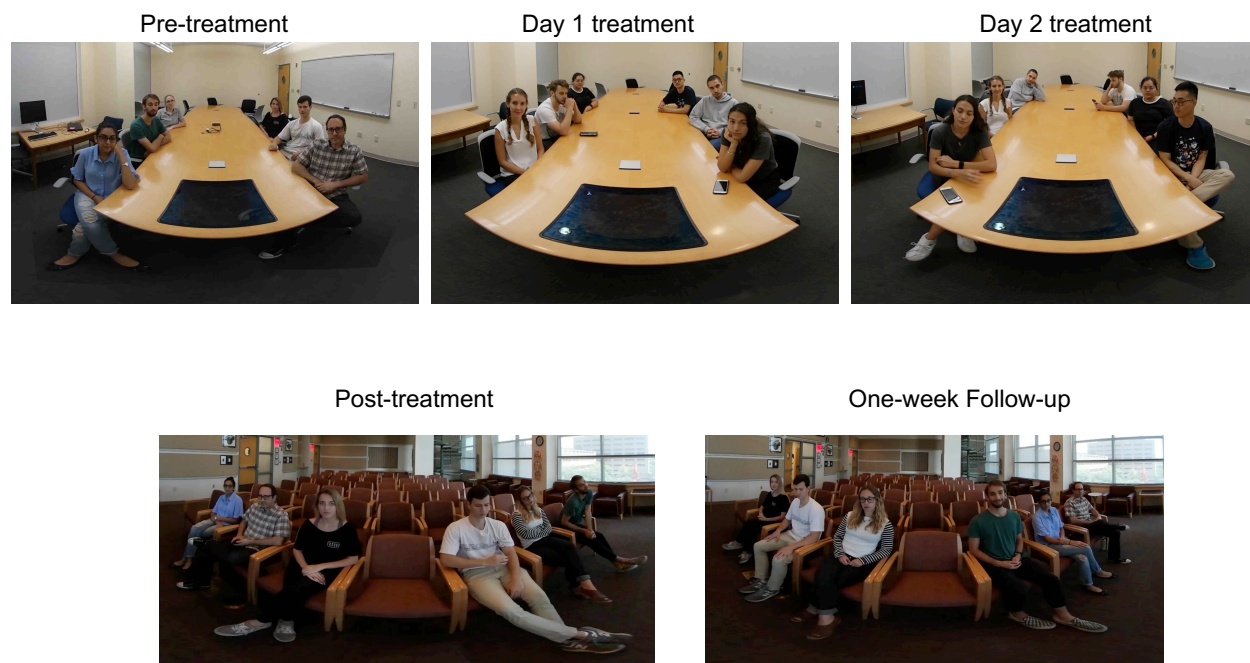 Pre-treatment
Day 1 treatment
Day 2 treatment
Post-treatment
One-week Follow-up